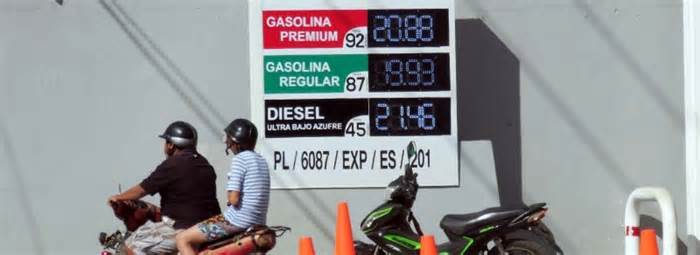 GASOLINA
PREMIUM 92 20.88
GASOLINA
REGULAR 87 19.93
DIESEL
ULTRA BAJO AZUFRE 45 21.46
PL / 6087 / EXP / ES / 201